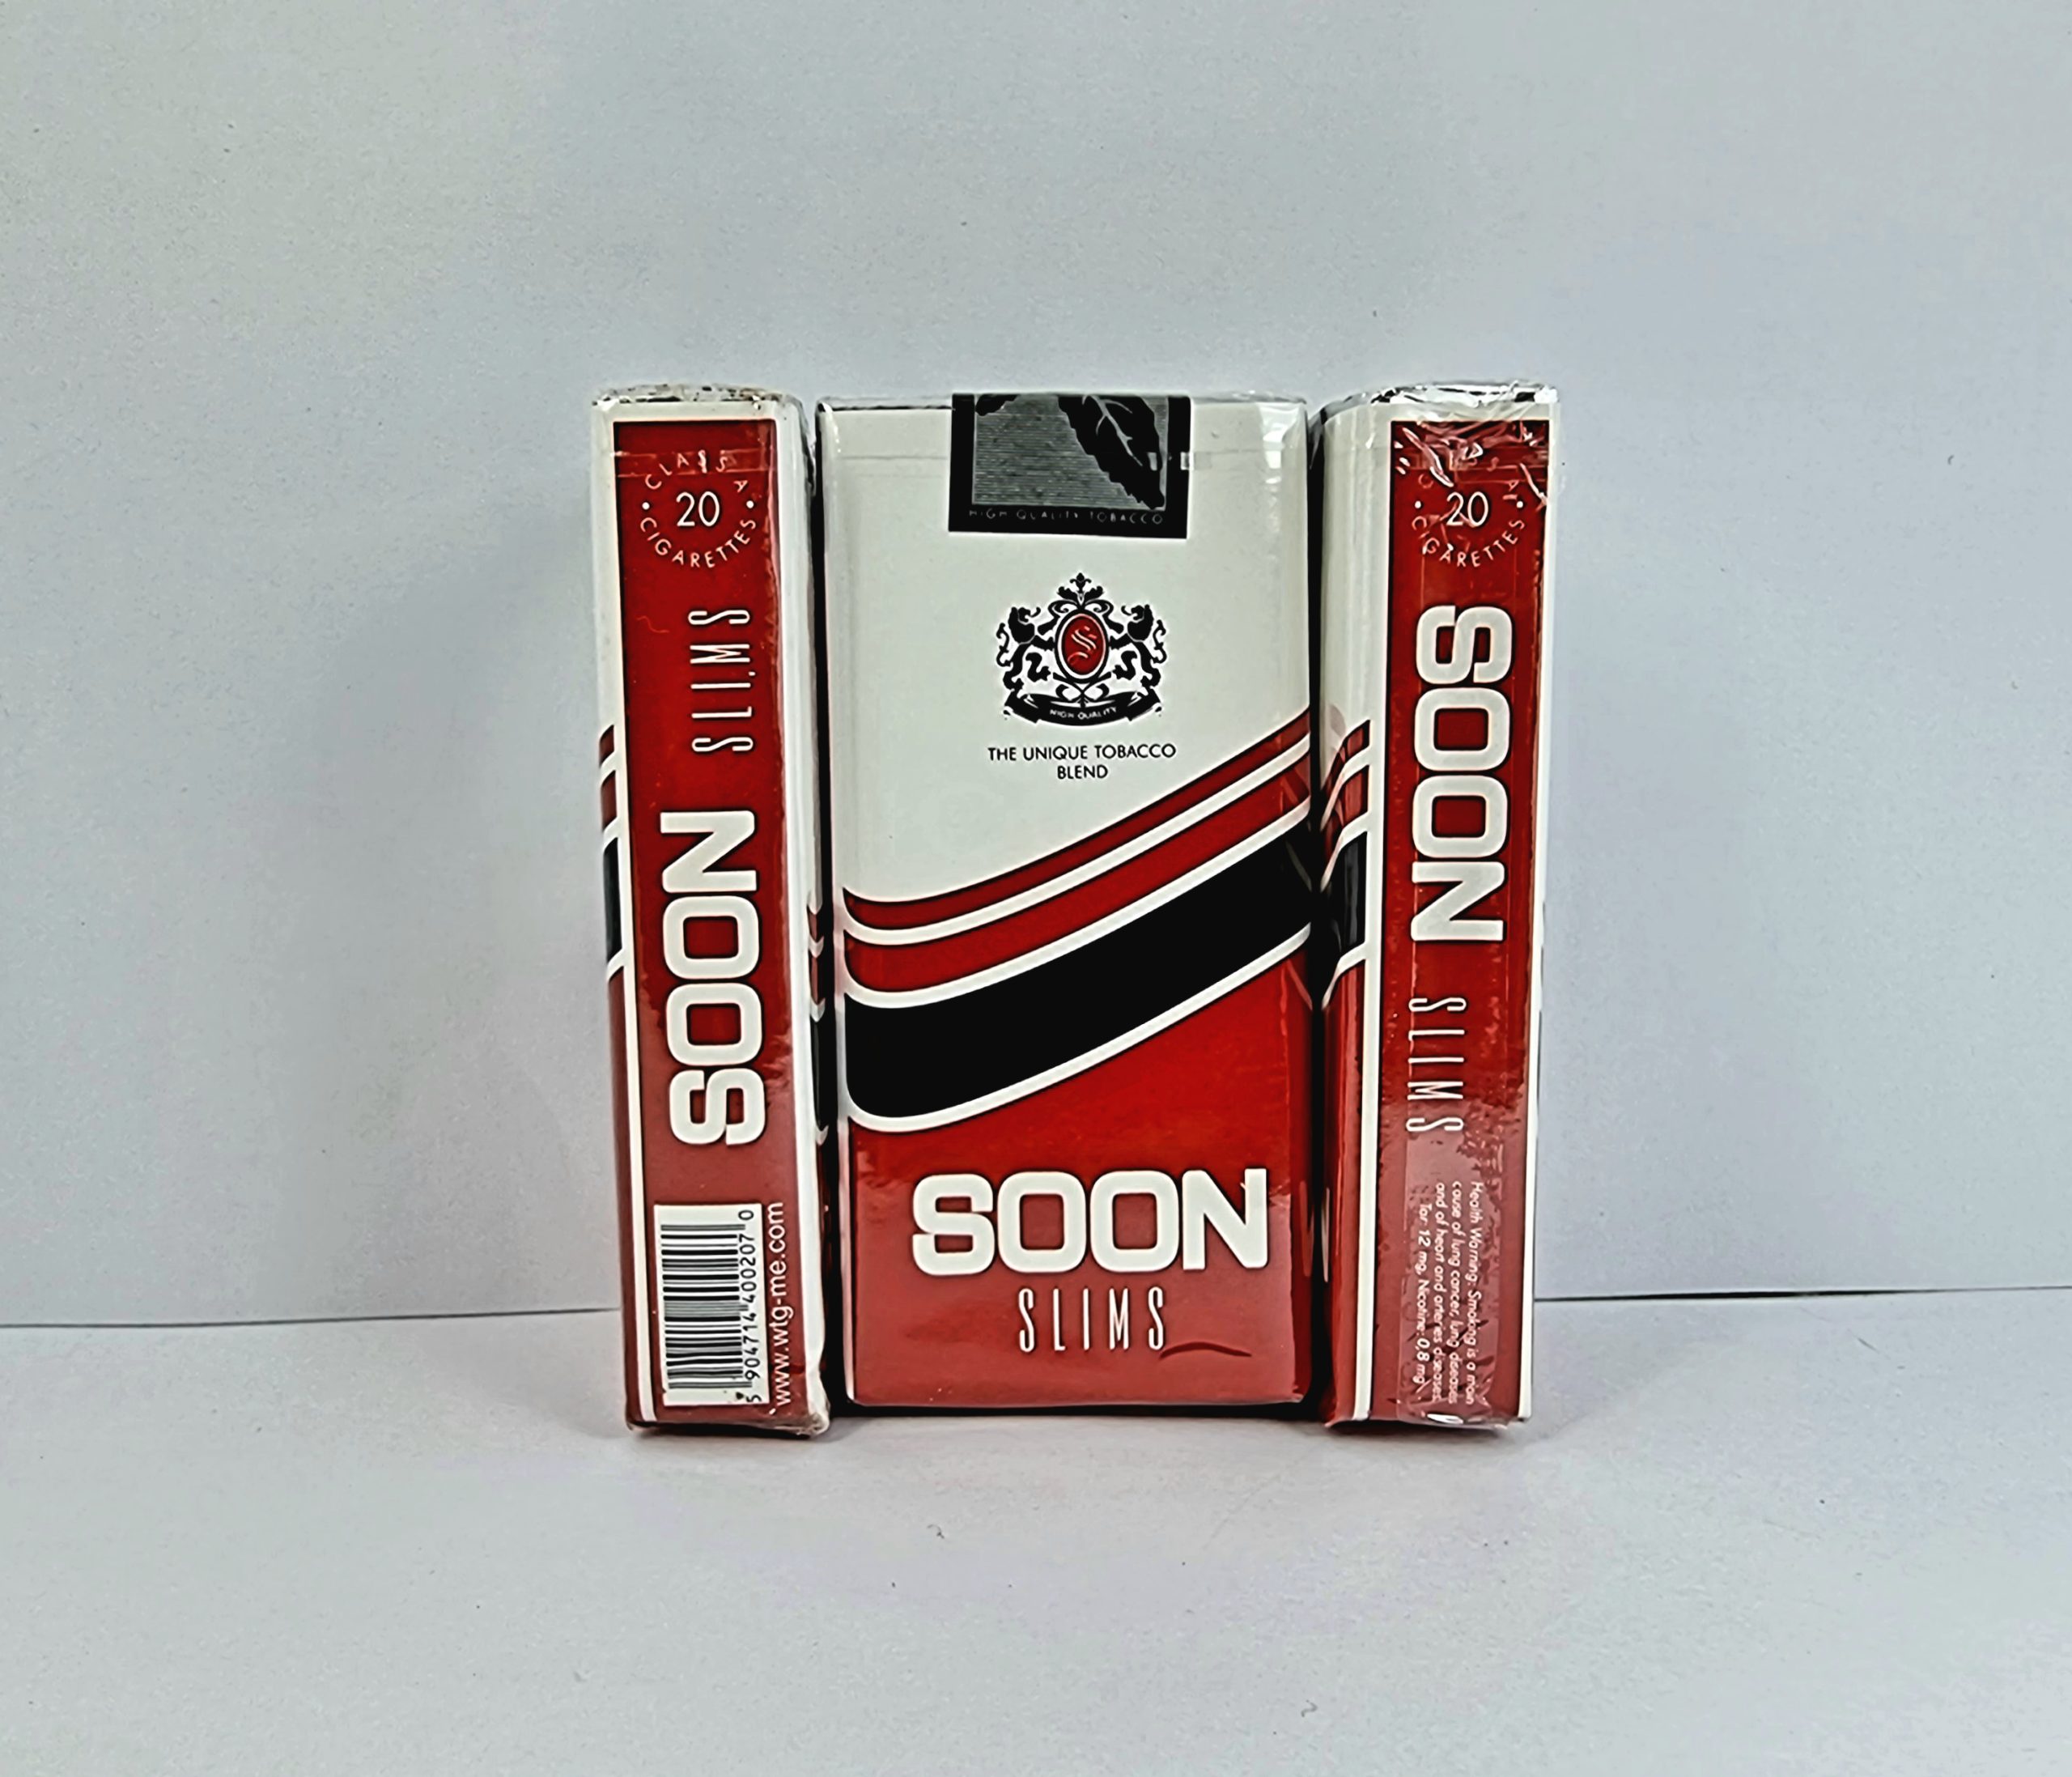 CLASS A
20
CIGARETTES
SOON SLIMS
5 904714 400207 0
www.wtg-me.com
HIGH QUALITY TOBACCO
S
HIGH QUALITY
THE UNIQUE TOBACCO
BLEND
SOON
SLIMS
CLASS A
20
CIGARETTES
SOON SLIMS
Health Warning: Smoking is a main
cause of lung cancer, lung diseases
and of heart and arteries diseases.
Tar 12 mg. Nicotine: 0,8 mg